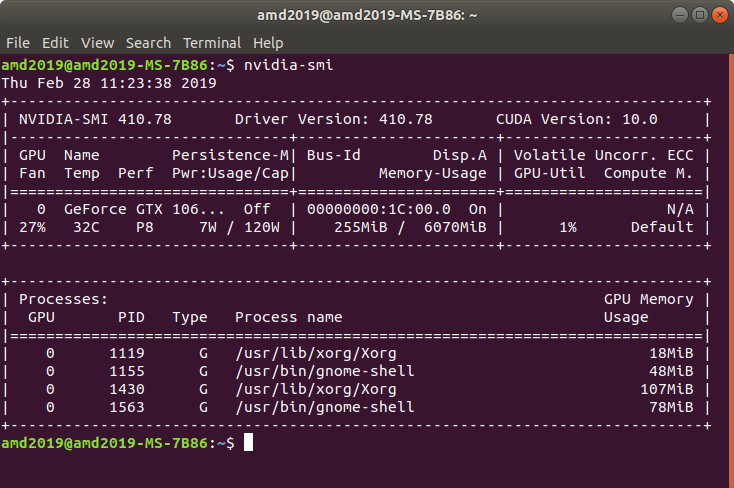 amd2019@amd2019-MS-7B86: ~
File  Edit  View  Search  Terminal  Help
amd2019@amd2019-MS-7B86:~$ nvidia-smi
Thu Feb 28 11:23:38 2019
+-----------------------------------------------------------------------------+
| NVIDIA-SMI 410.78       Driver Version: 410.78       CUDA Version: 10.0     |
|-------------------------------+----------------------+----------------------+
| GPU  Name        Persistence-M| Bus-Id        Disp.A | Volatile Uncorr. ECC |
| Fan  Temp  Perf  Pwr:Usage/Cap|         Memory-Usage | GPU-Util  Compute M. |
|===============================+======================+======================|
|   0  GeForce GTX 106...  Off  | 00000000:1C:00.0  On |                  N/A |
| 27%   32C    P8     7W / 120W |    255MiB /  6070MiB |      1%      Default |
+-------------------------------+----------------------+----------------------+
+-----------------------------------------------------------------------------+
| Processes:                                                       GPU Memory |
|  GPU       PID   Type   Process name                             Usage      |
|=============================================================================|
|    0      1119      G   /usr/lib/xorg/Xorg                            18MiB |
|    0      1155      G   /usr/bin/gnome-shell                          48MiB |
|    0      1430      G   /usr/lib/xorg/Xorg                           107MiB |
|    0      1563      G   /usr/bin/gnome-shell                          78MiB |
+-----------------------------------------------------------------------------+
amd2019@amd2019-MS-7B86:~$